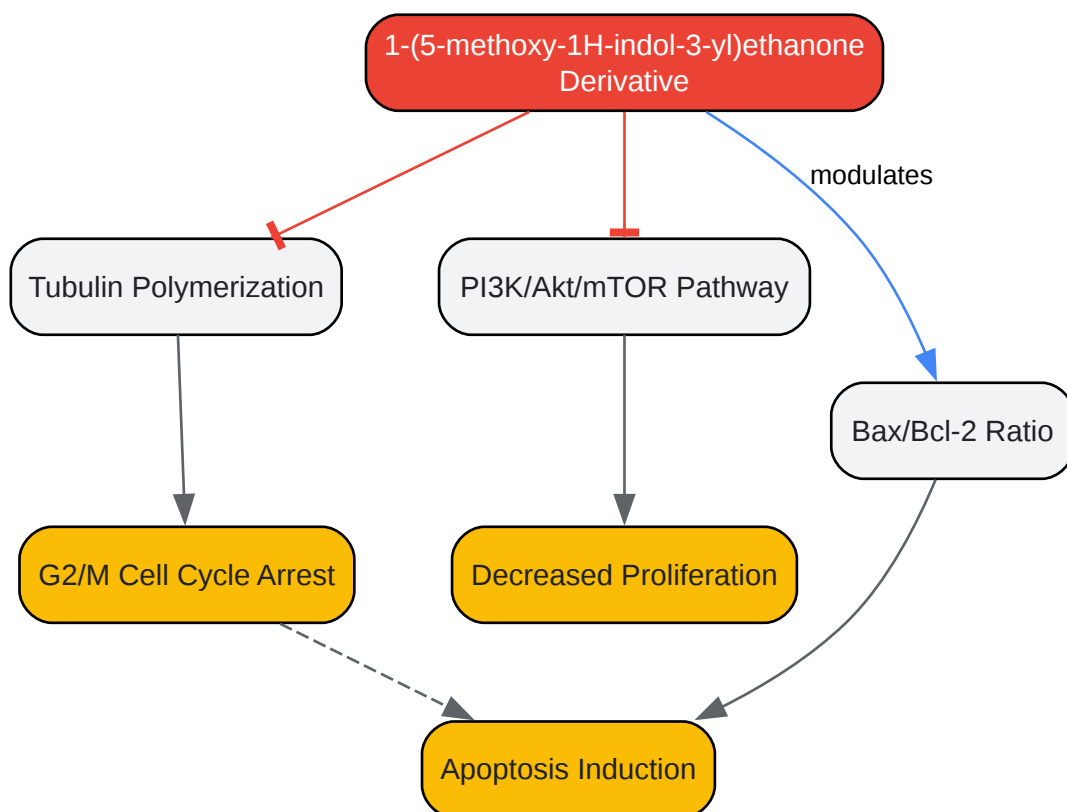 1-(5-methoxy-1H-indol-3-yl)ethanone
Derivative
modulates
Tubulin Polymerization
PI3K/Akt/mTOR Pathway
Bax/Bcl-2 Ratio
G2/M Cell Cycle Arrest
Decreased Proliferation
Apoptosis Induction